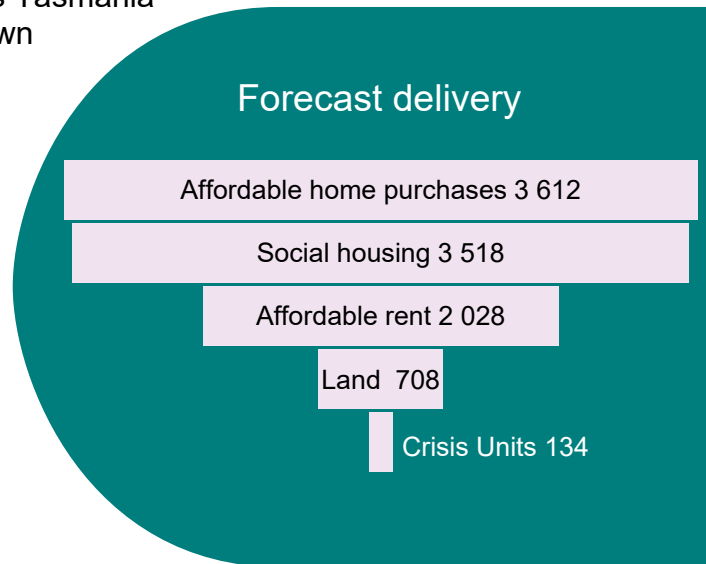 Tasmania
Forecast delivery
Affordable home purchases 3 612
Social housing 3 518
Affordable rent 2 028
Land  708
Crisis Units 134